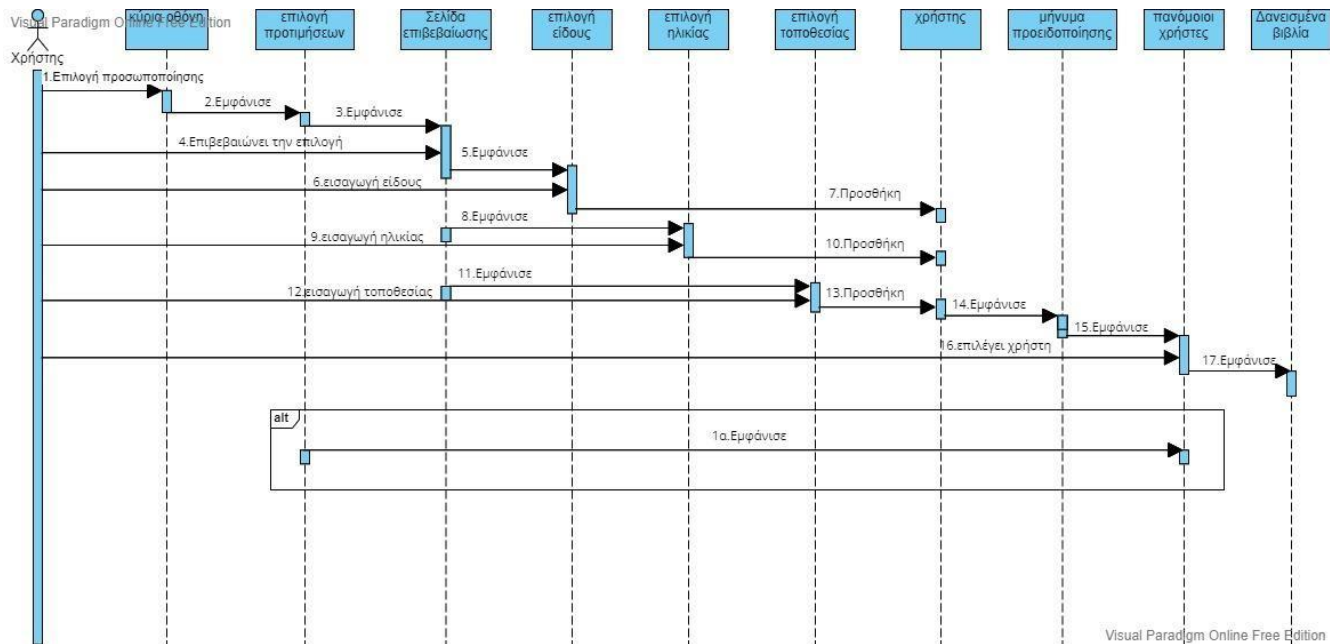 Visual Paradigm Online Free Edition
κύρια οθόνη
επιλογή
προτιμήσεων
Σελίδα
επιβεβαίωσης
επιλογή
είδους
επιλογή
ηλικίας
επιλογή
τοποθεσίας
χρήστης
μήνυμα
προειδοποίησης
πανόμοιοι
χρήστες
Δανεισμένα
βιβλία
Χρήστης
1.Επιλογή προσωποποίησης
2.Εμφάνισε
3.Εμφάνισε
4.Επιβεβαιώνει την επιλογή
5.Εμφάνισε
6.εισαγωγή είδους
7.Προσθήκη
8.Εμφάνισε
9.εισαγωγή ηλικίας
10.Προσθήκη
11.Εμφάνισε
12.εισαγωγή τοποθεσίας
13.Προσθήκη
14.Εμφάνισε
15.Εμφάνισε
16.επιλέγει χρήστη
17.Εμφάνισε
alt
1α.Εμφάνισε
Visual Paradigm Online Free Edition